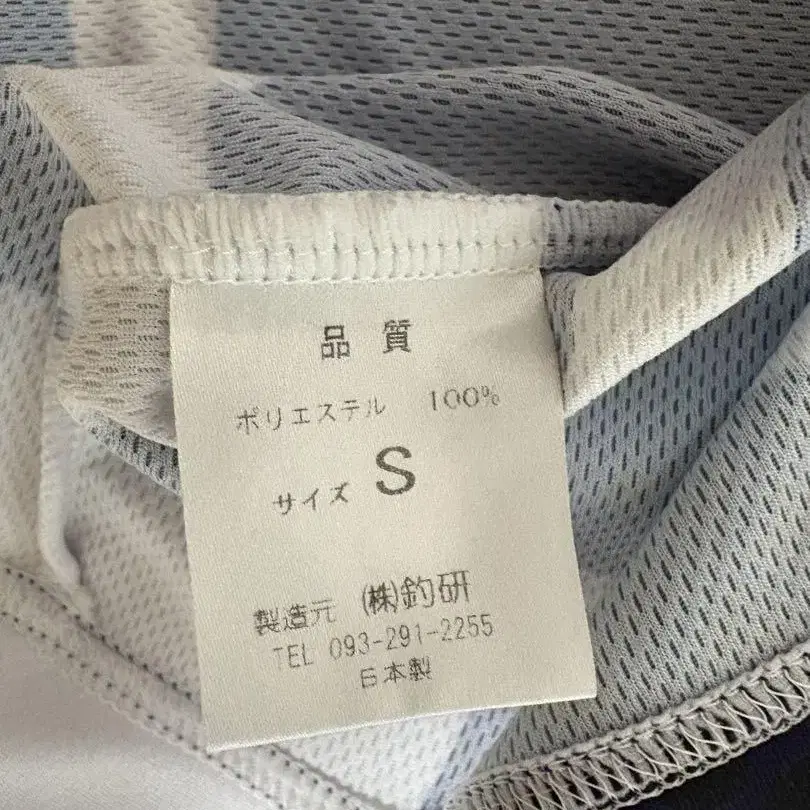 品質
ポリエステル 100%
サイズ S
製造元 (株)釣研
TEL 093-291-2255
日本製